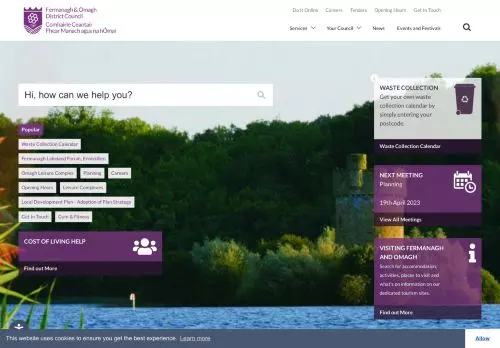 Fermanagh & Omagh
District Council
Comhairle Ceantair
Fhear Manach agus na hÓmaí
Do It Online Careers Tenders Opening Hours Get In Touch
Services Your Council News Events and Festivals
Hi, how can we help you?
Popular
Waste Collection Calendar
Fermanagh Lakeland Forum, Enniskillen
Omagh Leisure Complex Planning Careers
Opening Hours Leisure Complexes
Local Development Plan - Adoption of Plan Strategy
Get In Touch Gym & Fitness
COST OF LIVING HELP
Find out More
WASTE COLLECTION
Get your own waste
collection calendar by
simply entering your
postcode.
Waste Collection Calendar
NEXT MEETING
Planning
19th April 2023
View All Meetings
VISITING FERMANAGH
AND OMAGH
Search for accommodation,
activities, places to visit and
what's on information on our
dedicated tourism sites.
Find out More
This website uses cookies to ensure you get the best experience. Learn more
Allow